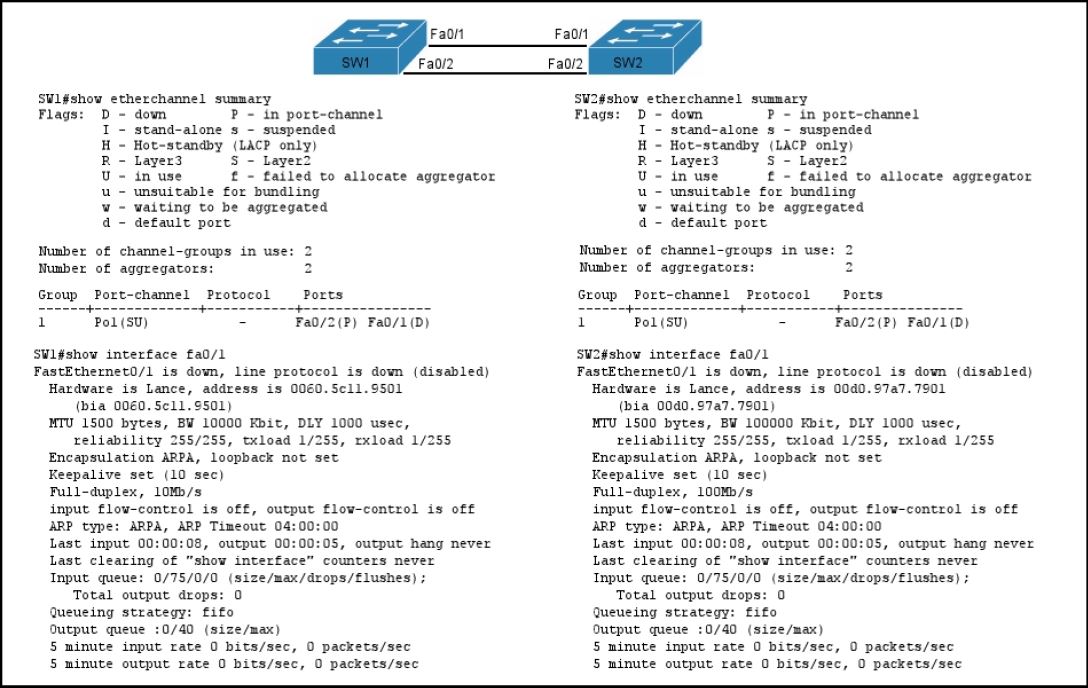 Fa0/1 Fa0/1
SW1 Fa0/2 Fa0/2 SW2
SW1#show etherchannel summary
Flags: D - down P - in port-channel
I - stand-alone s - suspended
H - Hot-standby (LACP only)
R - Layer3 S - Layer2
U - in use f - failed to allocate aggregator
u - unsuitable for bundling
w - waiting to be aggregated
d - default port
Number of channel-groups in use: 2
Number of aggregators: 2
Group Port-channel Protocol Ports
------+-------------+-----------+----------------
1 Po1(SU) - Fa0/2(P) Fa0/1(D)
SW1#show interface fa0/1
FastEthernet0/1 is down, line protocol is down (disabled)
Hardware is Lance, address is 0060.5c11.9501
(bia 0060.5c11.9501)
MTU 1500 bytes, BW 10000 Kbit, DLY 1000 usec,
reliability 255/255, txload 1/255, rxload 1/255
Encapsulation ARPA, loopback not set
Keepalive set (10 sec)
Full-duplex, 10Mb/s
input flow-control is off, output flow-control is off
ARP type: ARPA, ARP Timeout 04:00:00
Last input 00:00:08, output 00:00:05, output hang never
Last clearing of "show interface" counters never
Input queue: 0/75/0/0 (size/max/drops/flushes);
Total output drops: 0
Queueing strategy: fifo
Output queue :0/40 (size/max)
5 minute input rate 0 bits/sec, 0 packets/sec
5 minute output rate 0 bits/sec, 0 packets/sec
SW2#show etherchannel summary
Flags: D - down P - in port-channel
I - stand-alone s - suspended
H - Hot-standby (LACP only)
R - Layer3 S - Layer2
U - in use f - failed to allocate aggregator
u - unsuitable for bundling
w - waiting to be aggregated
d - default port
Number of channel-groups in use: 2
Number of aggregators: 2
Group Port-channel Protocol Ports
------+-------------+-----------+----------------
1 Po1(SU) - Fa0/2(P) Fa0/1(D)
SW2#show interface fa0/1
FastEthernet0/1 is down, line protocol is down (disabled)
Hardware is Lance, address is 00d0.97a7.7901
(bia 00d0.97a7.7901)
MTU 1500 bytes, BW 100000 Kbit, DLY 1000 usec,
reliability 255/255, txload 1/255, rxload 1/255
Encapsulation ARPA, loopback not set
Keepalive set (10 sec)
Full-duplex, 100Mb/s
input flow-control is off, output flow-control is off
ARP type: ARPA, ARP Timeout 04:00:00
Last input 00:00:08, output 00:00:05, output hang never
Last clearing of "show interface" counters never
Input queue: 0/75/0/0 (size/max/drops/flushes);
Total output drops: 0
Queueing strategy: fifo
Output queue :0/40 (size/max)
5 minute input rate 0 bits/sec, 0 packets/sec
5 minute output rate 0 bits/sec, 0 packets/sec